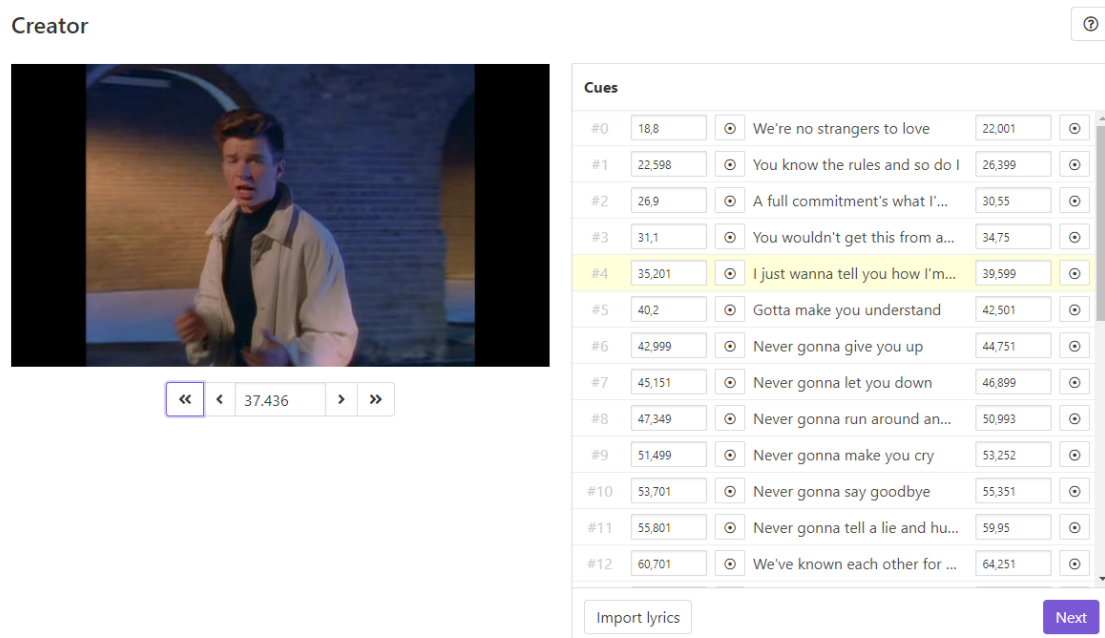 Creator
Cues
#0 18,8 We're no strangers to love 22,001
#1 22,598 You know the rules and so do I 26,399
#2 26,9 A full commitment's what I'... 30,55
#3 31,1 You wouldn't get this from a... 34,75
#4 35,201 I just wanna tell you how I'm... 39,599
#5 40,2 Gotta make you understand 42,501
#6 42,999 Never gonna give you up 44,751
#7 45,151 Never gonna let you down 46,899
#8 47,349 Never gonna run around an... 50,993
#9 51,499 Never gonna make you cry 53,252
#10 53,701 Never gonna say goodbye 55,351
#11 55,801 Never gonna tell a lie and hu... 59,95
#12 60,701 We've known each other for ... 64,251
37.436
Import lyrics
Next